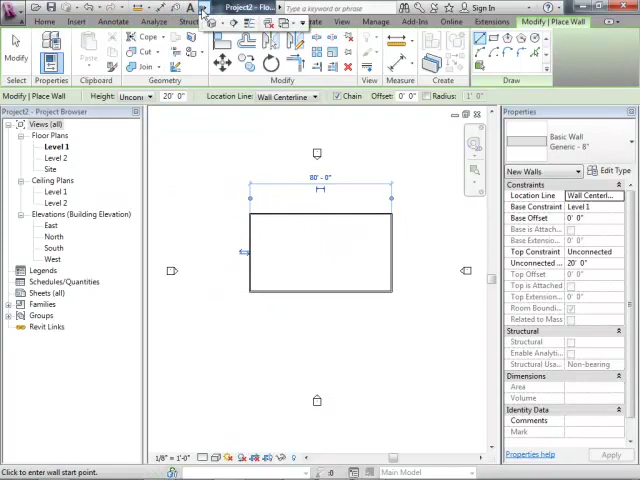 Project2 - Flo...
Type a keyword or phrase
Sign In
Home Insert Annotate Analyze Struct View Manage Add-Ins Online Extensions Modify | Place Wall
Modify Properties Paste Cope Cut Join Measure Create
Select Properties Clipboard Geometry Modify Measure Create Draw
Modify | Place Wall Height: Unconn 20' 0" Location Line: Wall Centerline Chain Offset: 0' 0" Radius: 1' 0"
Project2 - Project Browser
Views (all)
Floor Plans
Level 1
Level 2
Site
Ceiling Plans
Level 1
Level 2
Elevations (Building Elevation)
East
North
South
West
Legends
Schedules/Quantities
Sheets (all)
Families
Groups
Revit Links
80' - 0"
Properties
Basic Wall
Generic - 8"
New Walls Edit Type
Constraints
Location Line Wall Centerl...
Base Constraint Level 1
Base Offset 0' 0"
Base is Attach...
Base Extensio...
Top Constraint Unconnected
Unconnected ... 20' 0"
Top Offset 0' 0"
Top is Attached
Top Extension... 0' 0"
Room Boundin...
Related to Mass
Structural
Structural
Enable Analyti...
Structural Usa... Non-bearing
Dimensions
Area
Volume
Identity Data
Comments
Mark
Properties help Apply
1/8" = 1'-0"
Click to enter wall start point. :0 Main Model